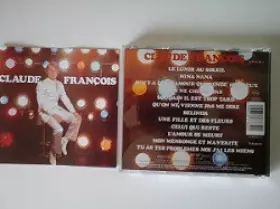 CLAUDE FRANÇOIS
CLAUDE FRANÇOIS
LE LUNDI AU SOLEIL
NINA NANA
IL EST TROP TARD
QU'ON NE VIENNE PAS ME DIRE
BELINDA
UNE FILLE ET DES FLEURS
CELUI QUI RESTE
L'AMOUR SE MEURT
MON MENSONGE ET MA VERITE
TU AS TES PROBLEMES MOI J'AI LES MIENS